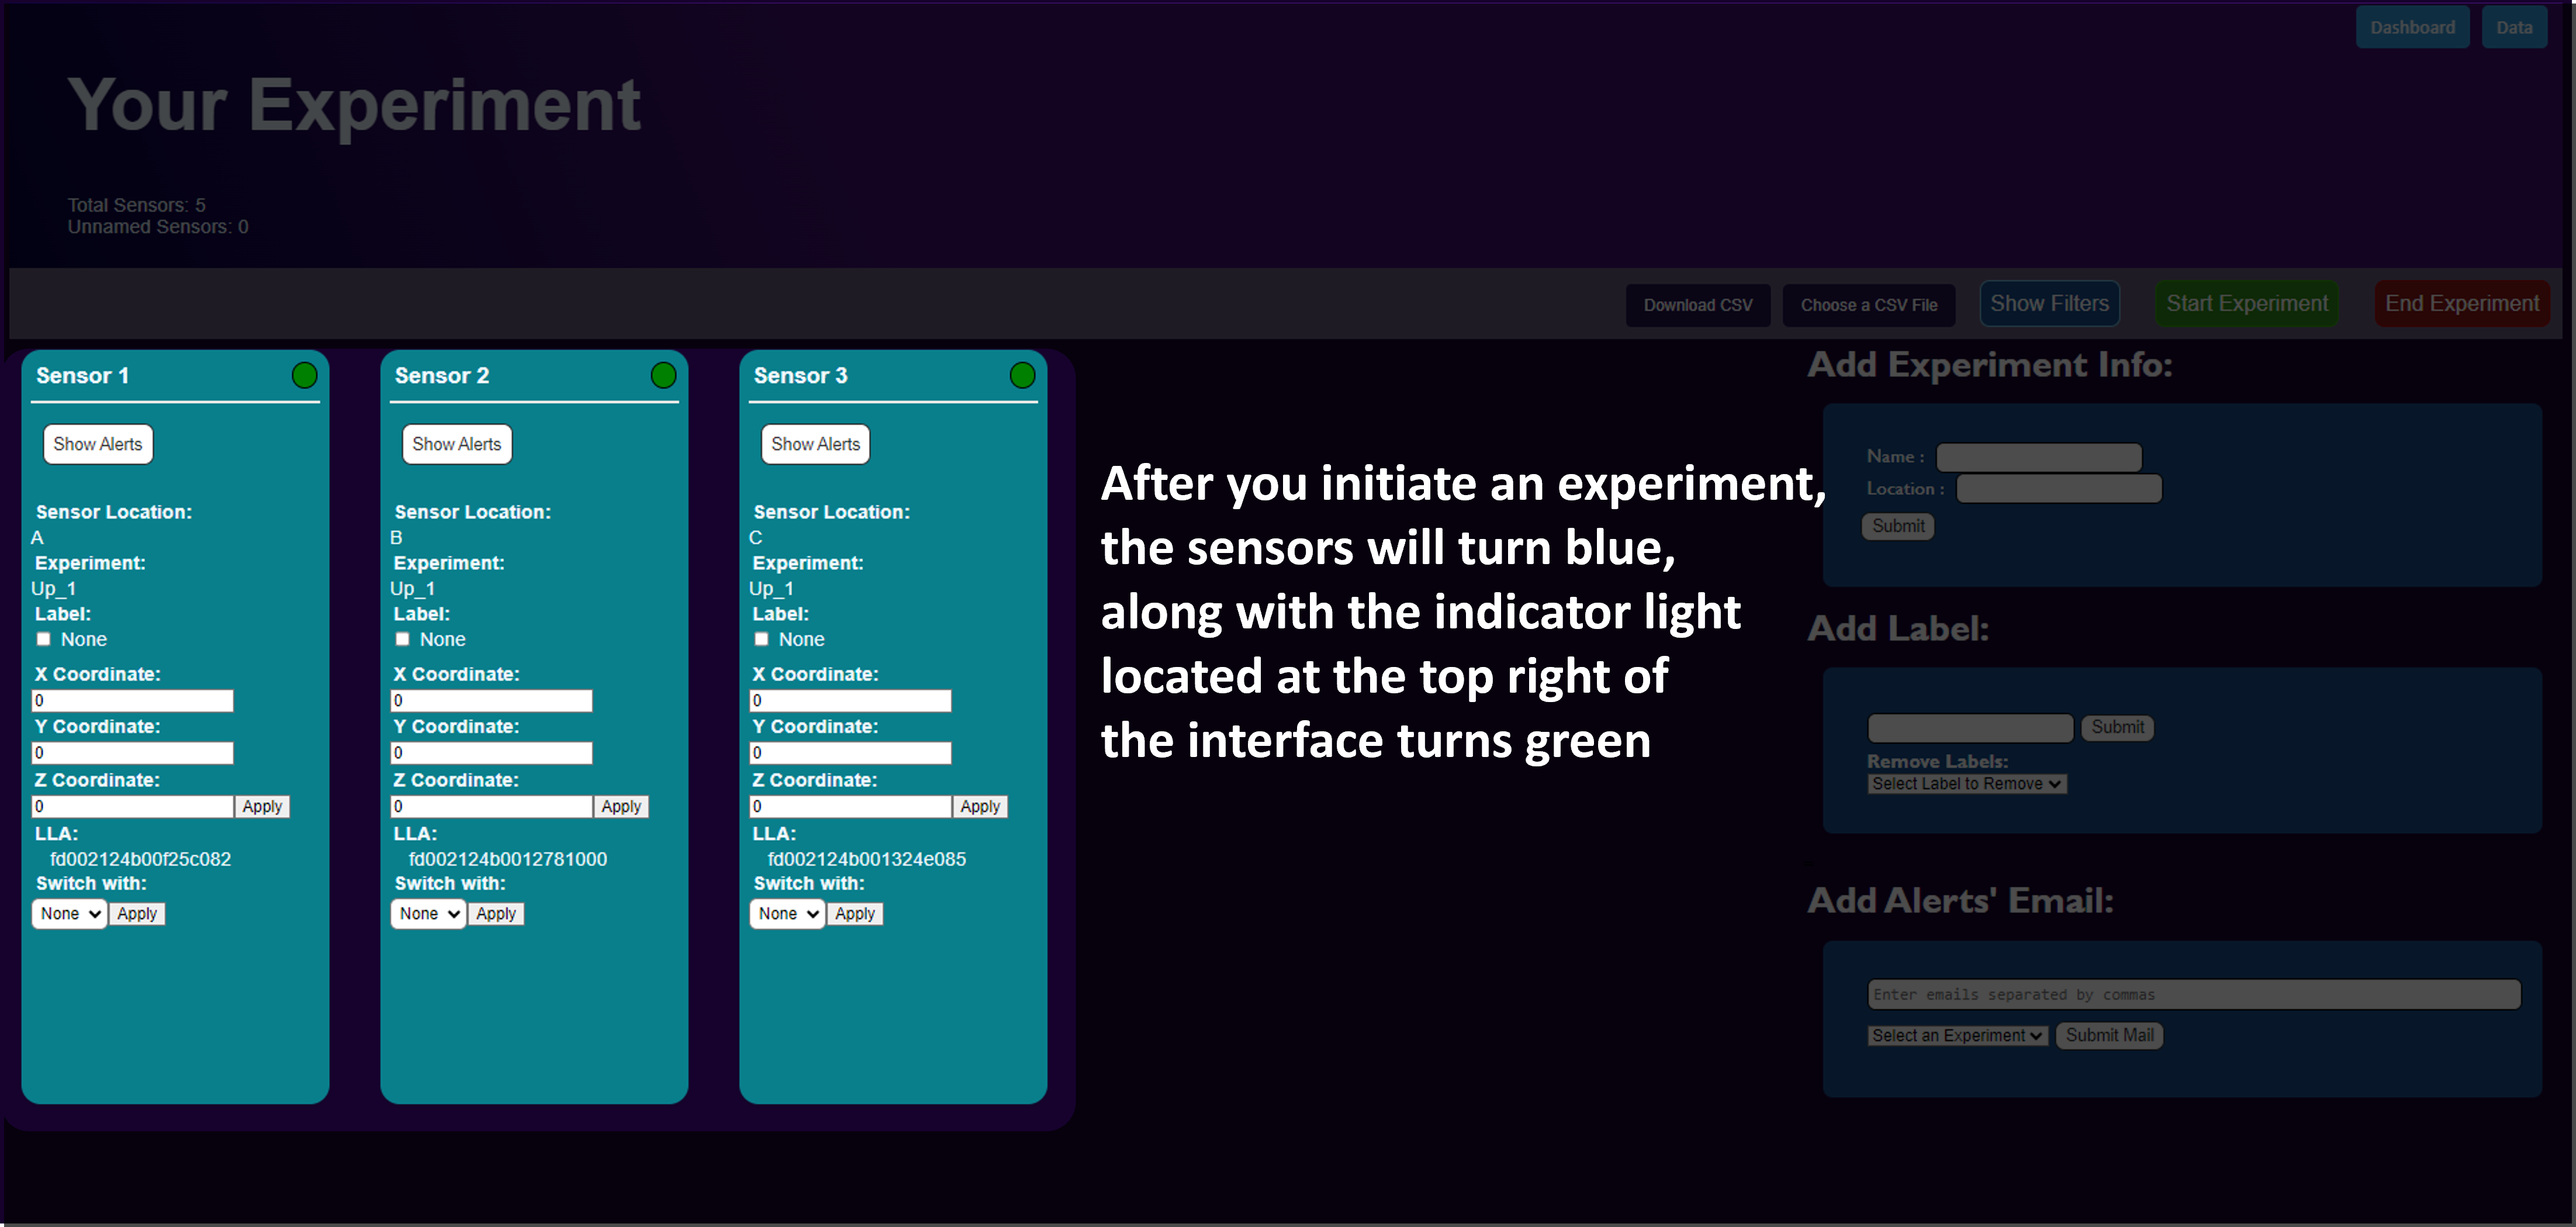 Dashboard
Data
Your Experiment
Total Sensors: 5
Unnamed Sensors: 0
Download CSV
Choose a CSV File
Show Filters
Start Experiment
End Experiment
Sensor 1
Show Alerts
Sensor Location:
A
Experiment:
Up_1
Label:
None
X Coordinate:
0
Y Coordinate:
0
Z Coordinate:
0
Apply
LLA:
fd002124b00f25c082
Switch with:
None
Apply
Sensor 2
Show Alerts
Sensor Location:
B
Experiment:
Up_1
Label:
None
X Coordinate:
0
Y Coordinate:
0
Z Coordinate:
0
Apply
LLA:
fd002124b0012781000
Switch with:
None
Apply
Sensor 3
Show Alerts
Sensor Location:
C
Experiment:
Up_1
Label:
None
X Coordinate:
0
Y Coordinate:
0
Z Coordinate:
0
Apply
LLA:
fd002124b001324e085
Switch with:
None
Apply
After you initiate an experiment,
the sensors will turn blue,
along with the indicator light
located at the top right of
the interface turns green
Add Experiment Info:
Name :
Location :
Submit
Add Label:
Submit
Remove Labels:
Select Label to Remove
Add Alerts' Email:
Enter emails separated by commas
Select an Experiment
Submit Mail